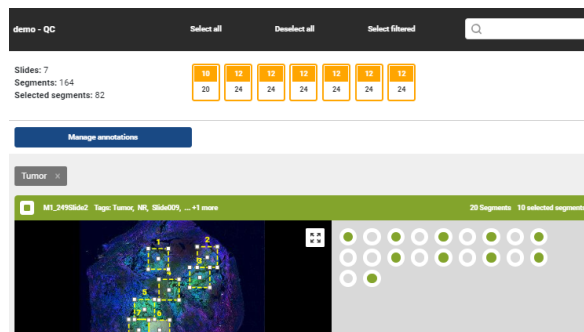 demo - QC Select all Deselect all Select filtered
Slides: 7
Segments: 164
Selected segments: 82
10 12 12 12 12 12 12
20 24 24 24 24 24 24
Manage annotations
Tumor ×
M1_249Slide2 Tags: Tumor, NR, Slide009, ... +1 more 20 Segments 10 selected segments
1
2
3
4
5
7 6